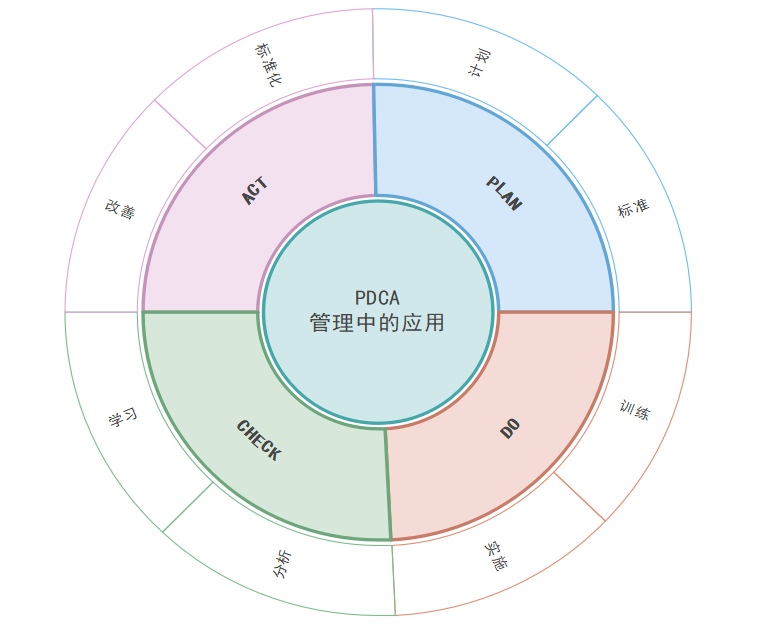 PDCA
管理中的应用
PLAN
计划
标准
DO
训练
实施
CHECK
分析
学习
ACT
改善
标准化